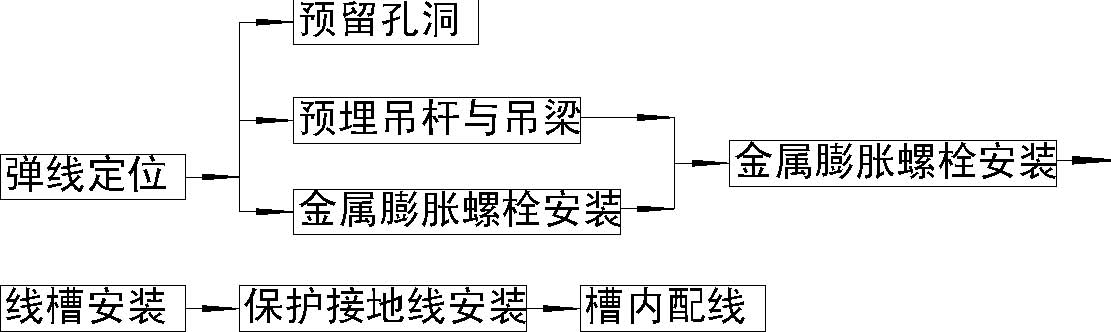 预留孔洞
预埋吊杆与吊梁
弹线定位
金属膨胀螺栓安装
金属膨胀螺栓安装
线槽安装
保护接地线安装
槽内配线